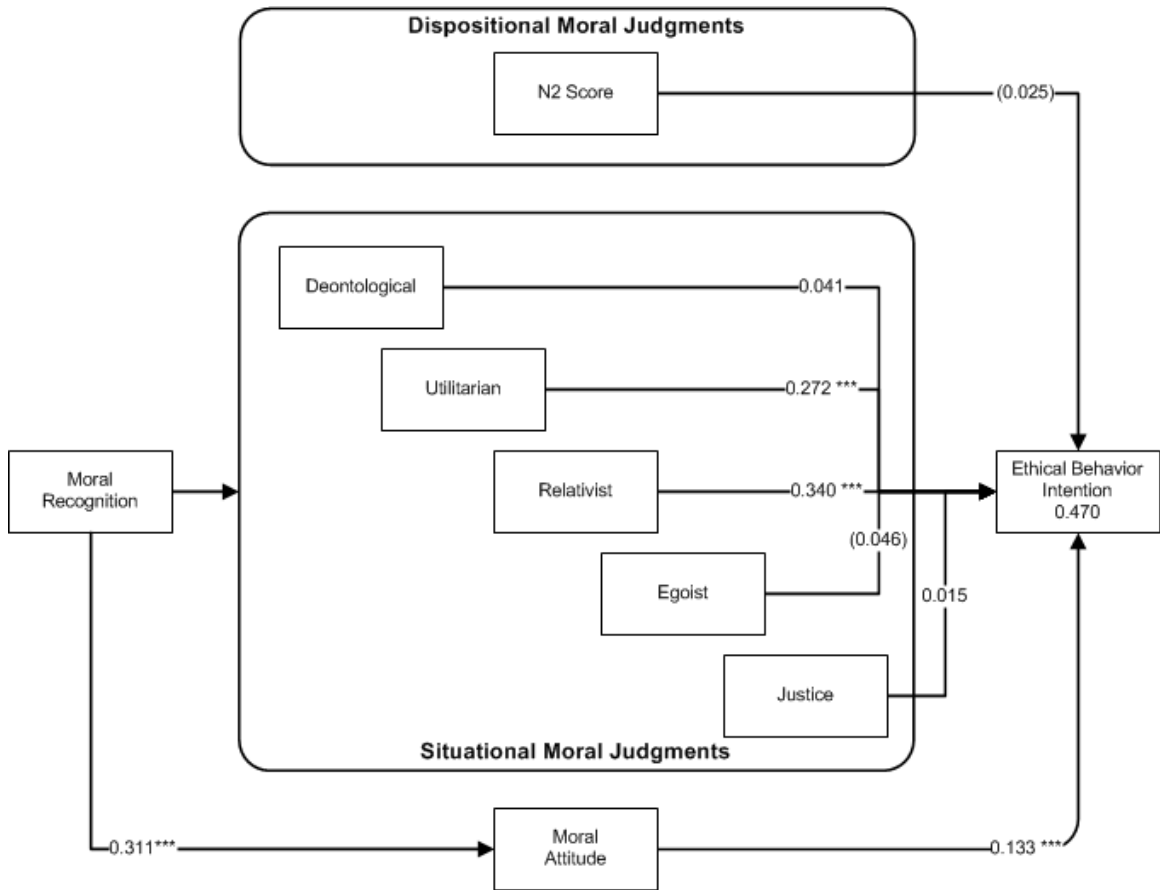 Dispositional Moral Judgments
N2 Score
(0.025)
Deontological
0.041
Utilitarian
0.272 ***
Moral
Recognition
Relativist
0.340 ***
Ethical Behavior
Intention
0.470
(0.046)
Egoist
0.015
Justice
Situational Moral Judgments
0.311***
Moral
Attitude
0.133 ***